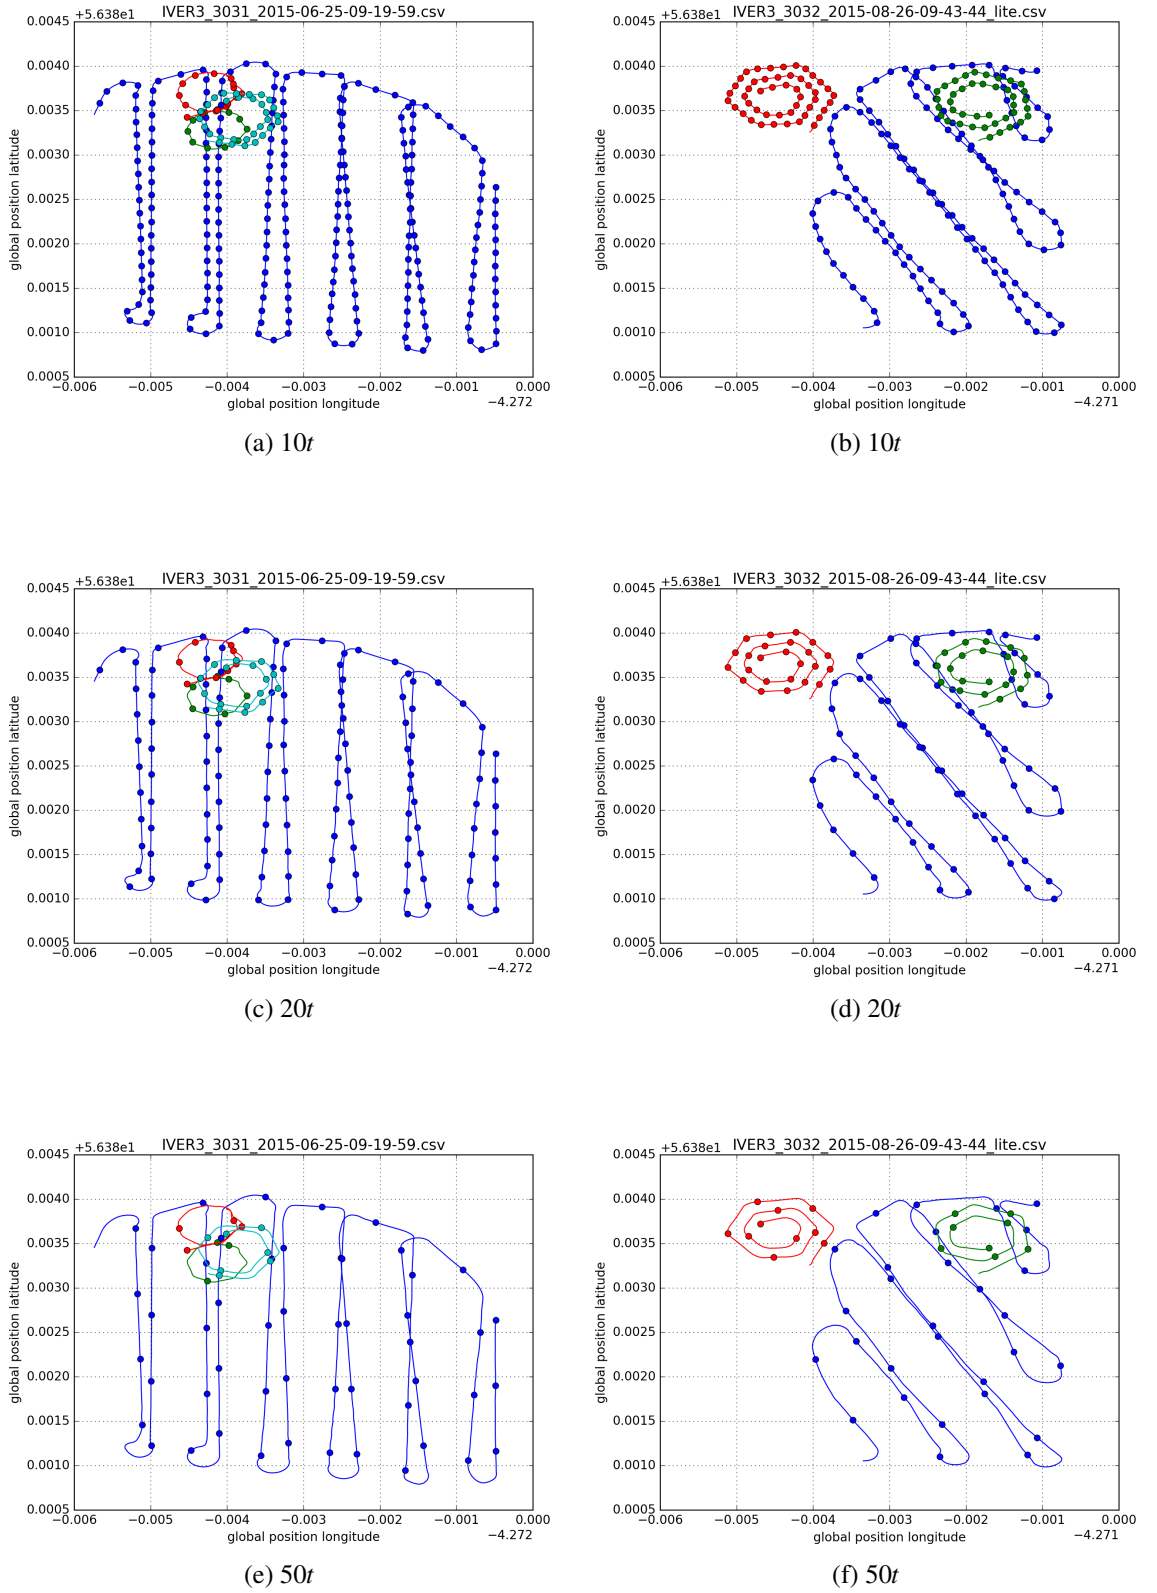 +5.638e1 IVER3_3031_2015-06-25-09-19-59.csv
0.0045
0.0040
0.0035
0.0030
0.0025
0.0020
0.0015
0.0010
0.0005
global position latitude
−0.006 −0.005 −0.004 −0.003 −0.002 −0.001 0.000
global position longitude −4.272
(a) 10t
+5.638e1 IVER3_3032_2015-08-26-09-43-44_lite.csv
0.0045
0.0040
0.0035
0.0030
0.0025
0.0020
0.0015
0.0010
0.0005
global position latitude
−0.006 −0.005 −0.004 −0.003 −0.002 −0.001 0.000
global position longitude −4.271
(b) 10t
+5.638e1 IVER3_3031_2015-06-25-09-19-59.csv
0.0045
0.0040
0.0035
0.0030
0.0025
0.0020
0.0015
0.0010
0.0005
global position latitude
−0.006 −0.005 −0.004 −0.003 −0.002 −0.001 0.000
global position longitude −4.272
(c) 20t
+5.638e1 IVER3_3032_2015-08-26-09-43-44_lite.csv
0.0045
0.0040
0.0035
0.0030
0.0025
0.0020
0.0015
0.0010
0.0005
global position latitude
−0.006 −0.005 −0.004 −0.003 −0.002 −0.001 0.000
global position longitude −4.271
(d) 20t
+5.638e1 IVER3_3031_2015-06-25-09-19-59.csv
0.0045
0.0040
0.0035
0.0030
0.0025
0.0020
0.0015
0.0010
0.0005
global position latitude
−0.006 −0.005 −0.004 −0.003 −0.002 −0.001 0.000
global position longitude −4.272
(e) 50t
+5.638e1 IVER3_3032_2015-08-26-09-43-44_lite.csv
0.0045
0.0040
0.0035
0.0030
0.0025
0.0020
0.0015
0.0010
0.0005
global position latitude
−0.006 −0.005 −0.004 −0.003 −0.002 −0.001 0.000
global position longitude −4.271
(f) 50t